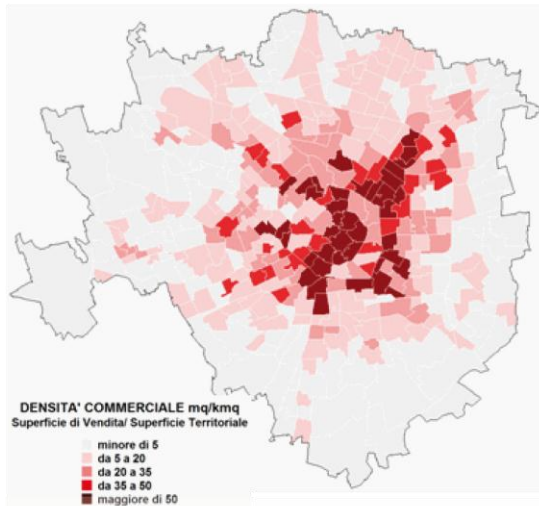 DENSITA' COMMERCIALE mq/kmq
Superficie di Vendita/ Superficie Territoriale
minore di 5
da 5 a 20
da 20 a 35
da 35 a 50
maggiore di 50